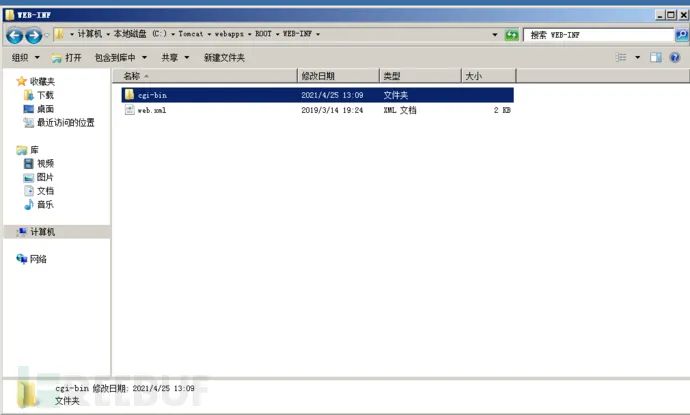 WEB-INF
计算机 本地磁盘 (C:) Tomcat webapps ROOT WEB-INF 搜索 WEB-INF
组织 打开 包含到库中 共享 新建文件夹
名称 修改日期 类型 大小
收藏夹
下载
桌面
最近访问的位置
库
视频
图片
文档
音乐
计算机
网络
cgi-bin 2021/4/25 13:09 文件夹
web.xml 2019/3/14 19:24 XML 文档 2 KB
cgi-bin 修改日期: 2021/4/25 13:09
文件夹
FREEBUF